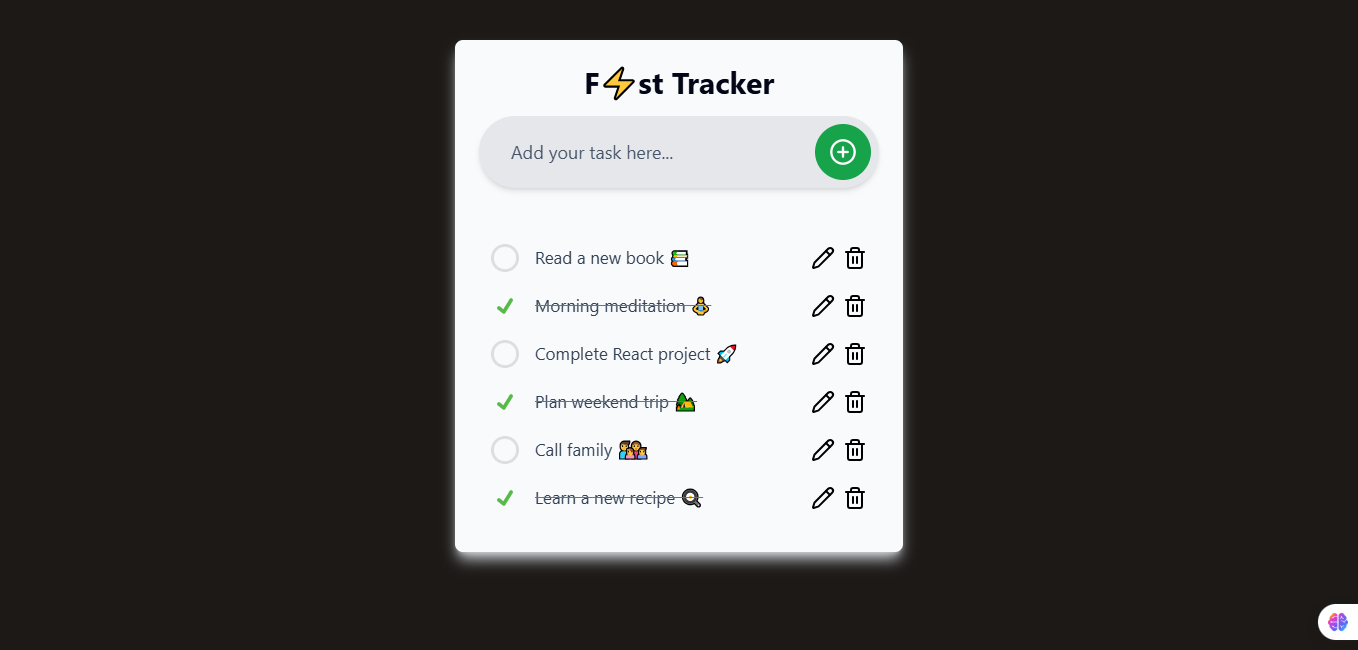 F⚡st Tracker
Add your task here...
Read a new book 📚
Morning meditation 🧘
Complete React project 🚀
Plan weekend trip 🏕️
Call family 👨‍👩‍👧‍👦
Learn a new recipe 🍳